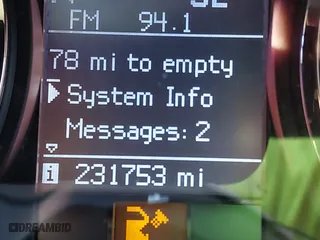 FM 94.1
78 mi to empty
System Info
Messages: 2
i 231753 mi
DREAMBID